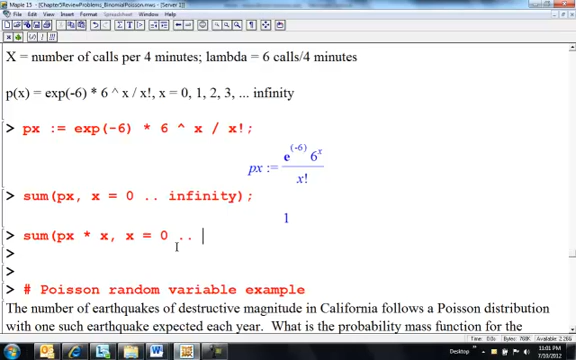 Maple 15 - [Chapter5ReviewProblems_BinomialPoisson.mws - [Server 1]]
File Edit View Insert Format Spreadsheet Window Help
X = number of calls per 4 minutes; lambda = 6 calls/4 minutes
p(x) = exp(-6) * 6 ^ x / x!, x = 0, 1, 2, 3, ... infinity
> px := exp(-6) * 6 ^ x / x!;
px := e^(-6) 6^x / x!
> sum(px, x = 0 .. infinity);
1
> sum(px * x, x = 0 ..
>
>
> # Poisson random variable example
The number of earthquakes of destructive magnitude in California follows a Poisson distribution
with one such earthquake expected each year. What is the probability mass function for the
Desktop
11:01 PM
7/10/2012